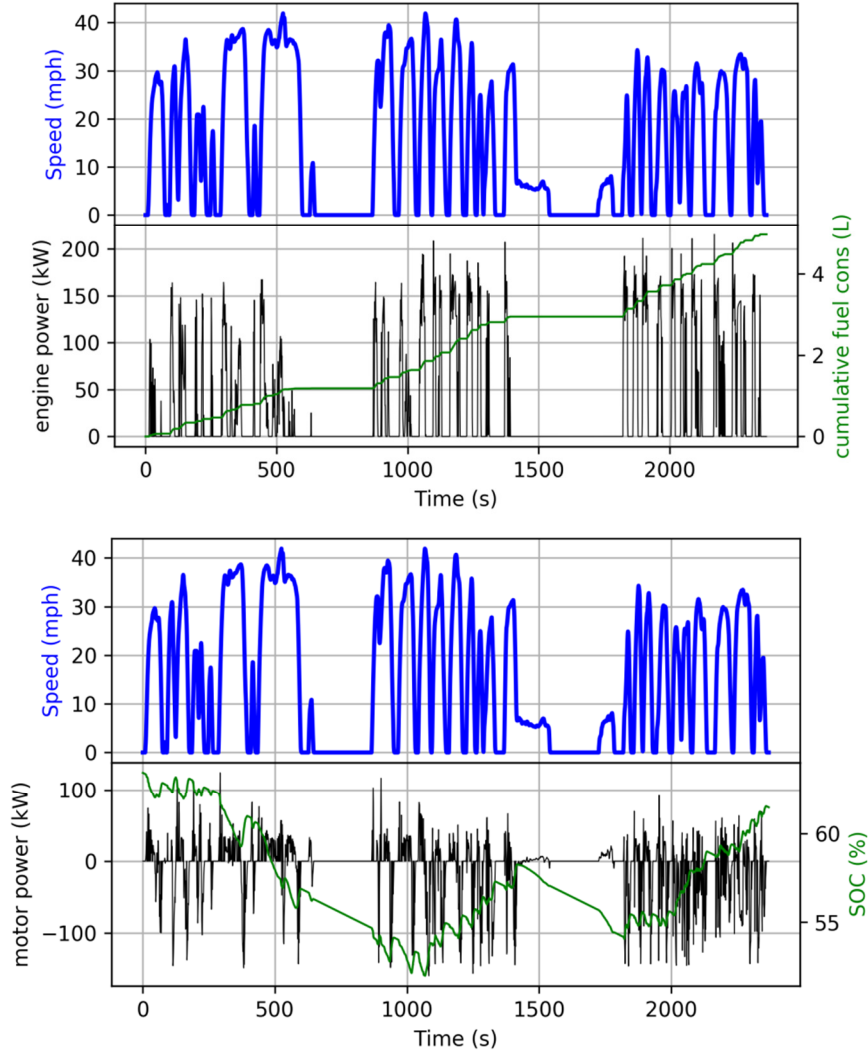 40
30
20
10
0
Speed (mph)
200
150
100
50
0
engine power (kW)
4
2
0
cumulative fuel cons (L)
0 500 1000 1500 2000
Time (s)
40
30
20
10
0
Speed (mph)
100
0
−100
motor power (kW)
60
55
SOC (%)
0 500 1000 1500 2000
Time (s)